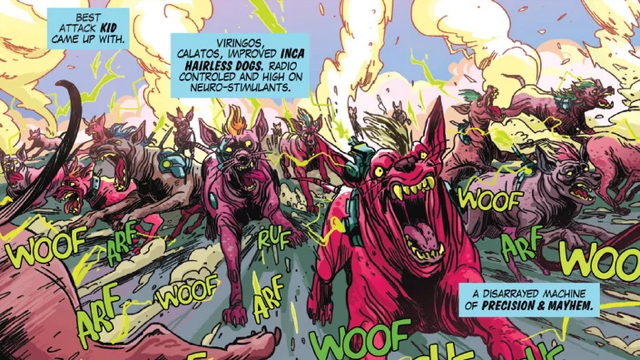 BEST
ATTACK KID
CAME UP WITH.
VIRINGOS,
CALATOS, IMPROVED INCA
HAIRLESS DOGS. RADIO
CONTROLED AND HIGH ON
NEURO-STIMULANTS.
WOOF
ARF
RUF
WOOF
ARF
WOOF
ARF
WOOF
ARF
WOOF
A DISARRAYED MACHINE
OF PRECISION & MAYHEM.